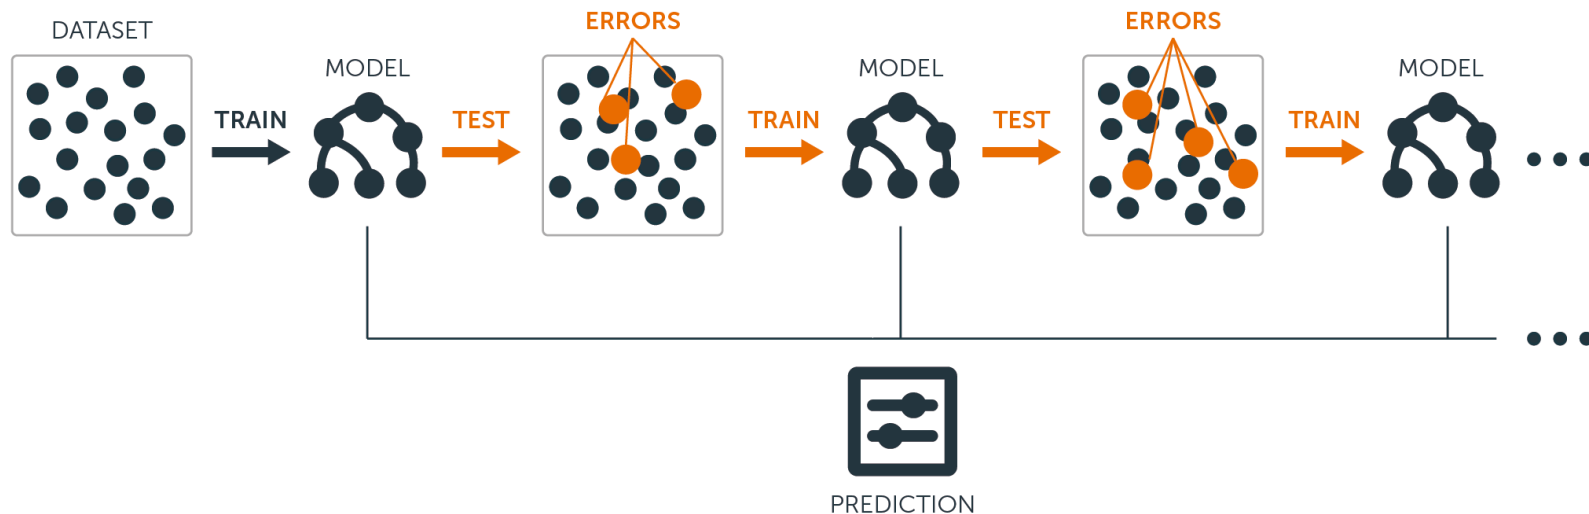 DATASET
TRAIN
MODEL
TEST
ERRORS
TRAIN
MODEL
TEST
ERRORS
TRAIN
MODEL
PREDICTION